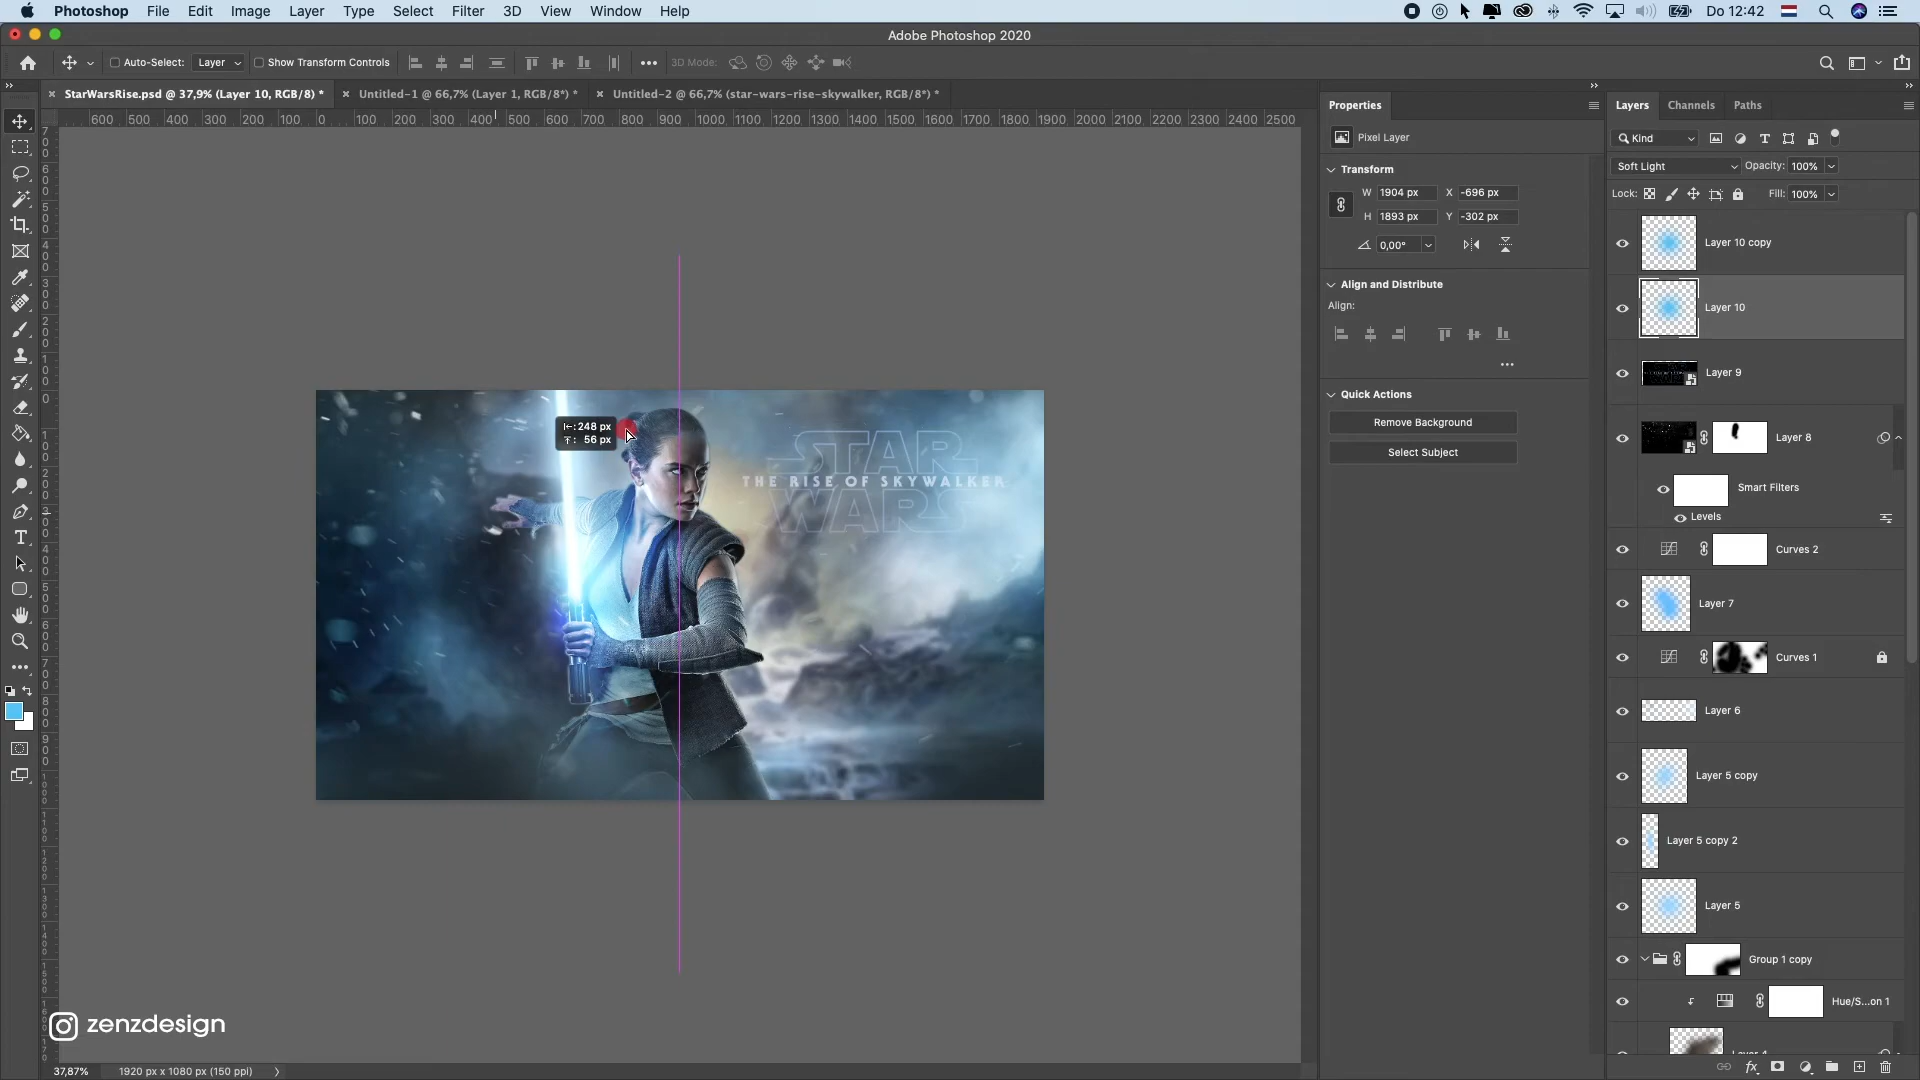 Photoshop File Edit Image Layer Type Select Filter 3D View Window Help Do 12:42
Adobe Photoshop 2020
Auto-Select: Layer Show Transform Controls 3D Mode:
StarWarsRise.psd @ 37,9% (Layer 10, RGB/8) * Untitled-1 @ 66,7% (Layer 1, RGB/8*) * Untitled-2 @ 66,7% (star-wars-rise-skywalker, RGB/8*) *
600 500 400 300 200 100 0 100 200 300 400 500 600 700 800 900 1000 1100 1200 1300 1400 1500 1600 1700 1800 1900 2000 2100 2200 2300 2400 2500
248 px
56 px
STAR
THE RISE OF SKYWALKER
WARS
zenzdesign
37,87% 1920 px x 1080 px (150 ppi)
Properties
Pixel Layer
Transform
W 1904 px X -696 px
H 1893 px Y -302 px
0,00°
Align and Distribute
Align:
Quick Actions
Remove Background
Select Subject
Layers Channels Paths
Kind
Soft Light Opacity: 100%
Lock: Fill: 100%
Layer 10 copy
Layer 10
Layer 9
Layer 8
Smart Filters
Levels
Curves 2
Layer 7
Curves 1
Layer 6
Layer 5 copy
Layer 5 copy 2
Layer 5
Group 1 copy
Hue/S...on 1
fx